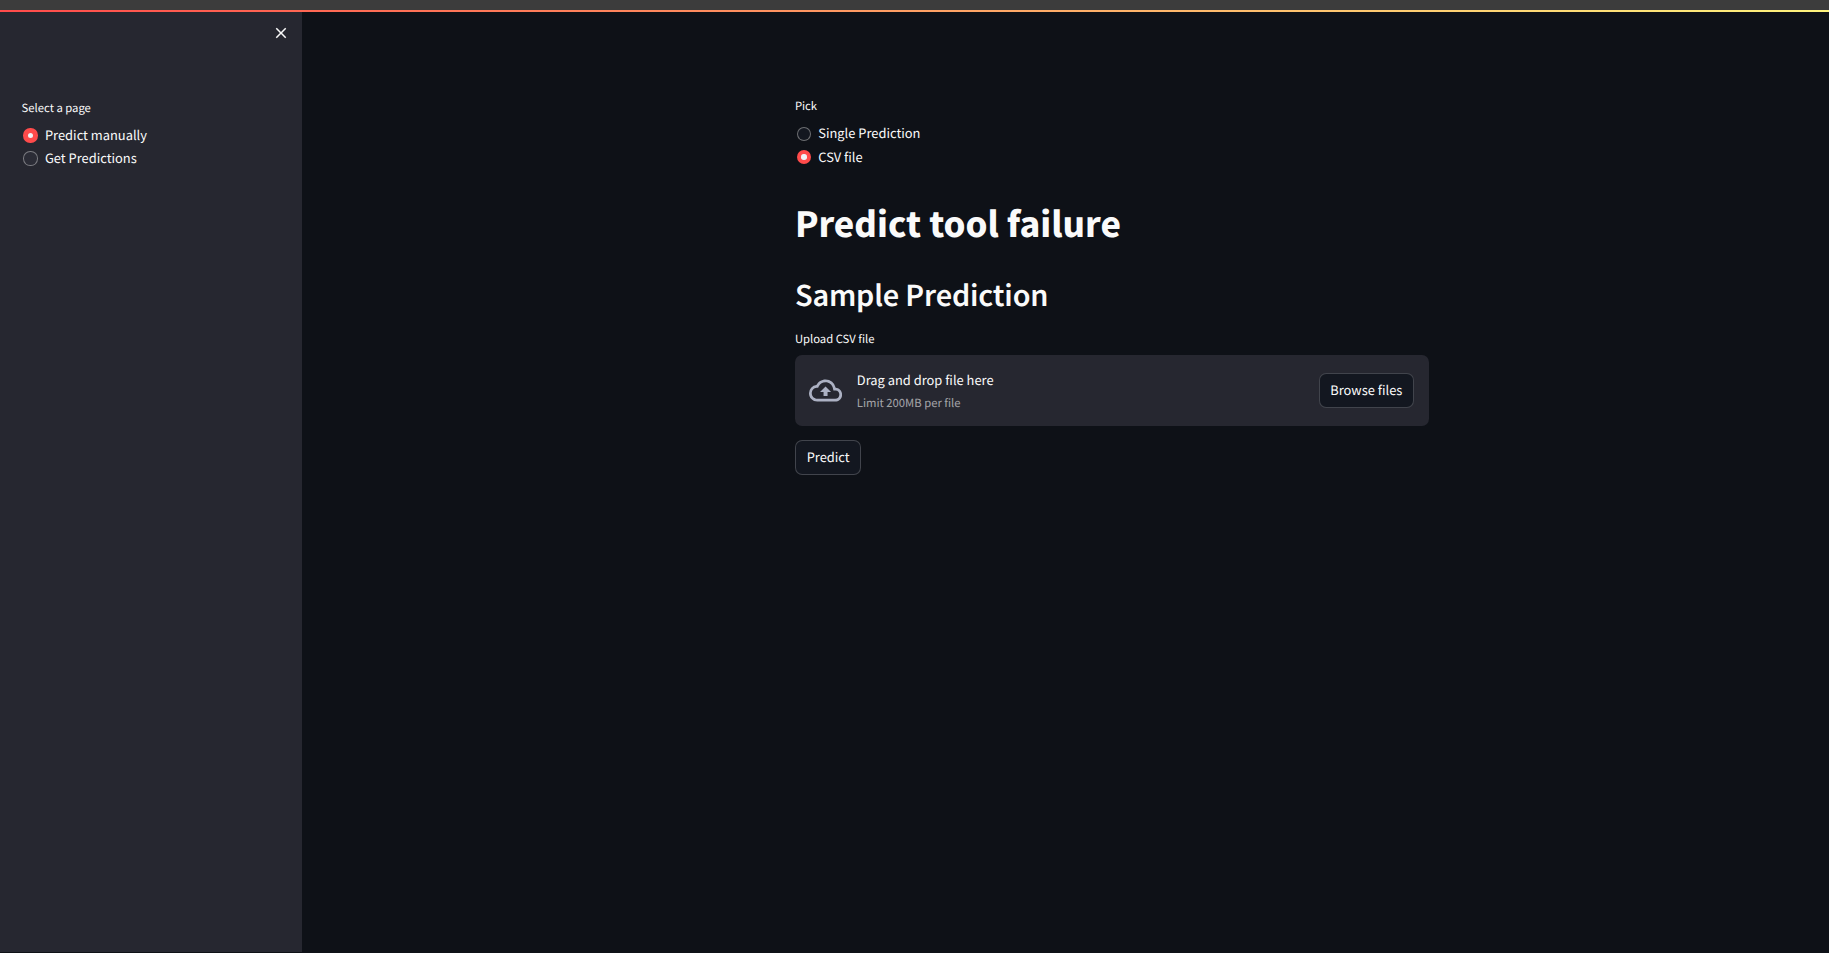 Select a page
Predict manually
Get Predictions
Pick
Single Prediction
CSV file
Predict tool failure
Sample Prediction
Upload CSV file
Drag and drop file here
Limit 200MB per file
Browse files
Predict